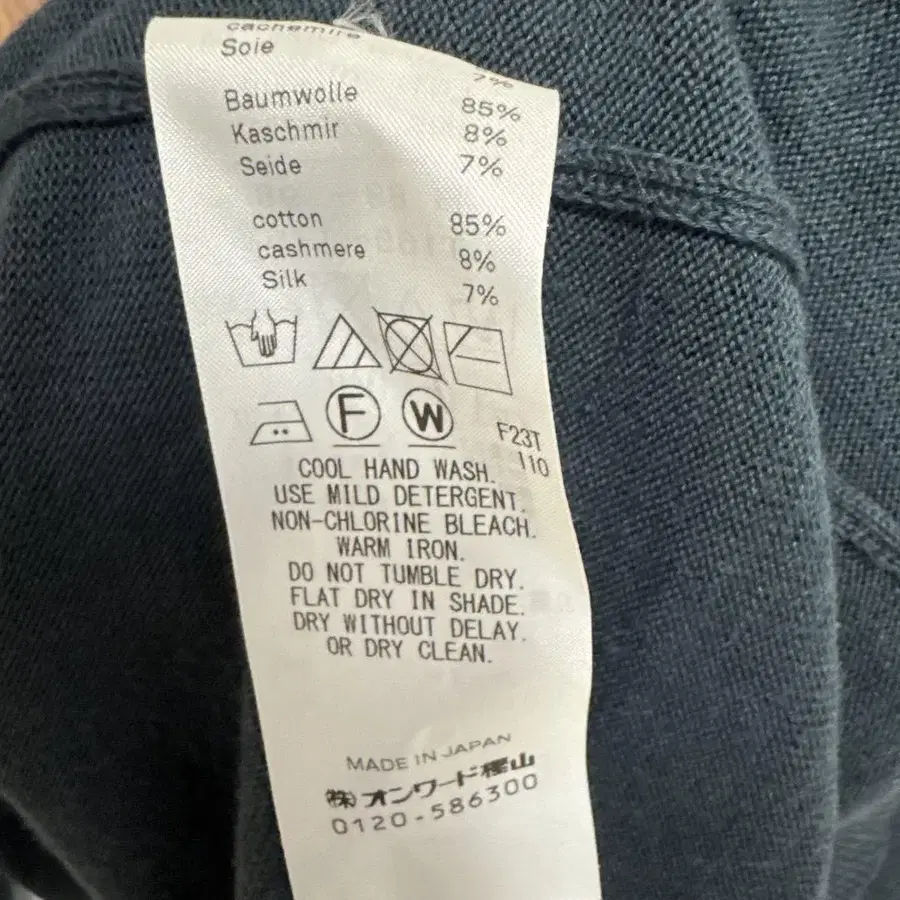 cachemire
Soie 7%
Baumwolle 85%
Kaschmir 8%
Seide 7%
cotton 85%
cashmere 8%
Silk 7%
F W
F23T
110
COOL HAND WASH.
USE MILD DETERGENT.
NON-CHLORINE BLEACH.
WARM IRON.
DO NOT TUMBLE DRY.
FLAT DRY IN SHADE.
DRY WITHOUT DELAY.
OR DRY CLEAN.
MADE IN JAPAN
㈱オンワード樫山
0120-586300